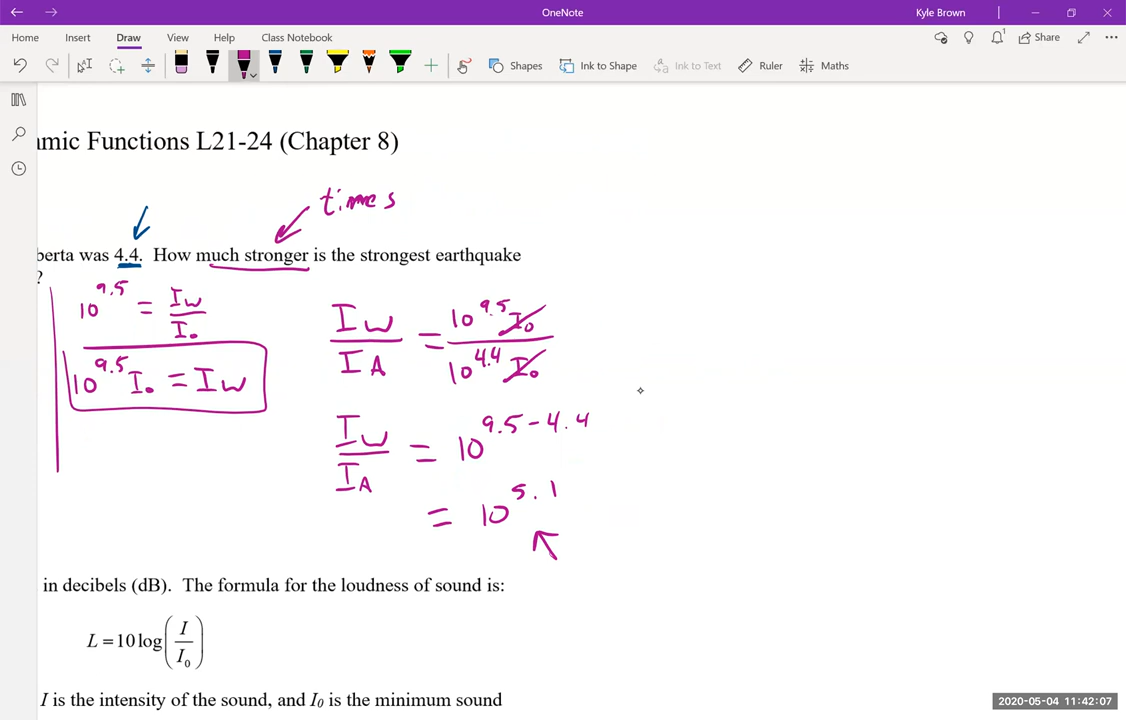 OneNote
Kyle Brown
Home Insert Draw View Help Class Notebook
Share
Shapes Ink to Shape Ink to Text Ruler Maths
amic Functions L21-24 (Chapter 8)
times
berta was 4.4. How much stronger is the strongest earthquake
?
10^9.5 = Iw/I₀
10^9.5 I₀ = Iw
Iw/IA = 10^9.5 I₀/10^4.4 I₀
Iw/IA = 10^9.5-4.4
= 10^5.1
in decibels (dB). The formula for the loudness of sound is:
L = 10 log(I/I₀)
I is the intensity of the sound, and I₀ is the minimum sound
2020-05-04 11:42:07